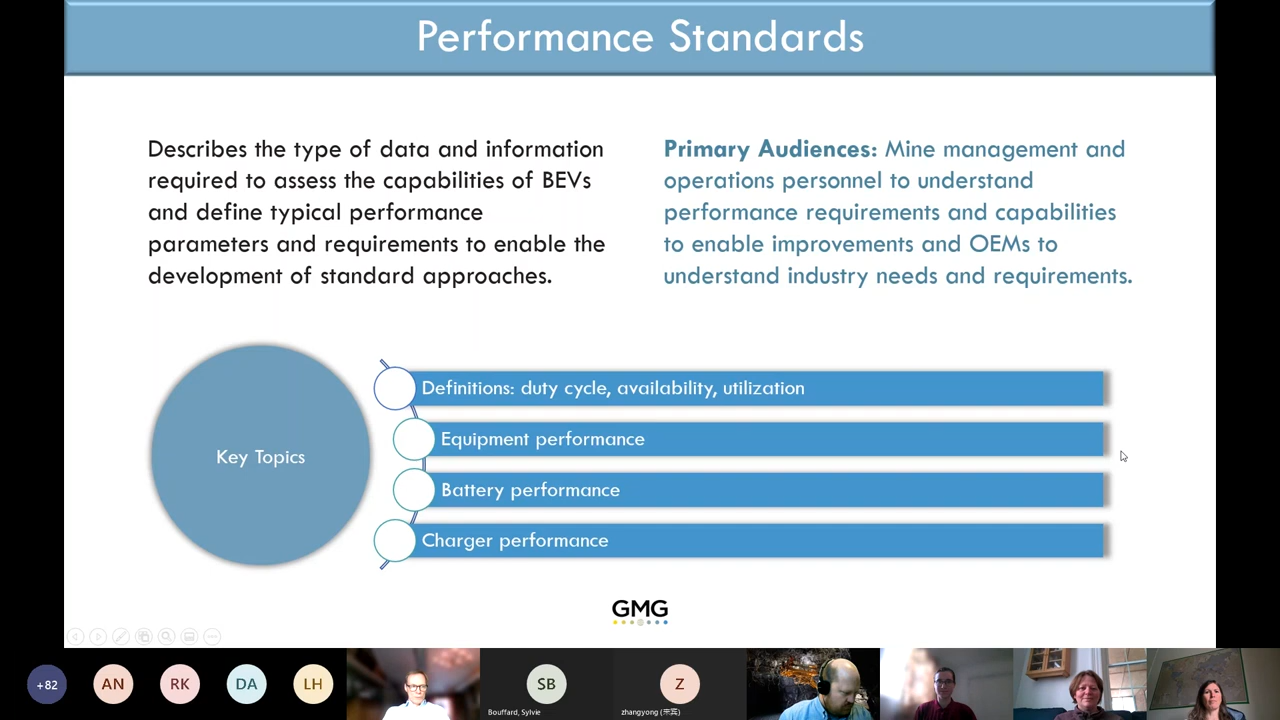 Performance Standards
Describes the type of data and information
required to assess the capabilities of BEVs
and define typical performance
parameters and requirements to enable the
development of standard approaches.
Primary Audiences: Mine management and
operations personnel to understand
performance requirements and capabilities
to enable improvements and OEMs to
understand industry needs and requirements.
Key Topics
Definitions: duty cycle, availability, utilization
Equipment performance
Battery performance
Charger performance
GMG
+82
AN
RK
DA
LH
SB
Bouffard, Sylvie
Z
zhangyong (来宾)